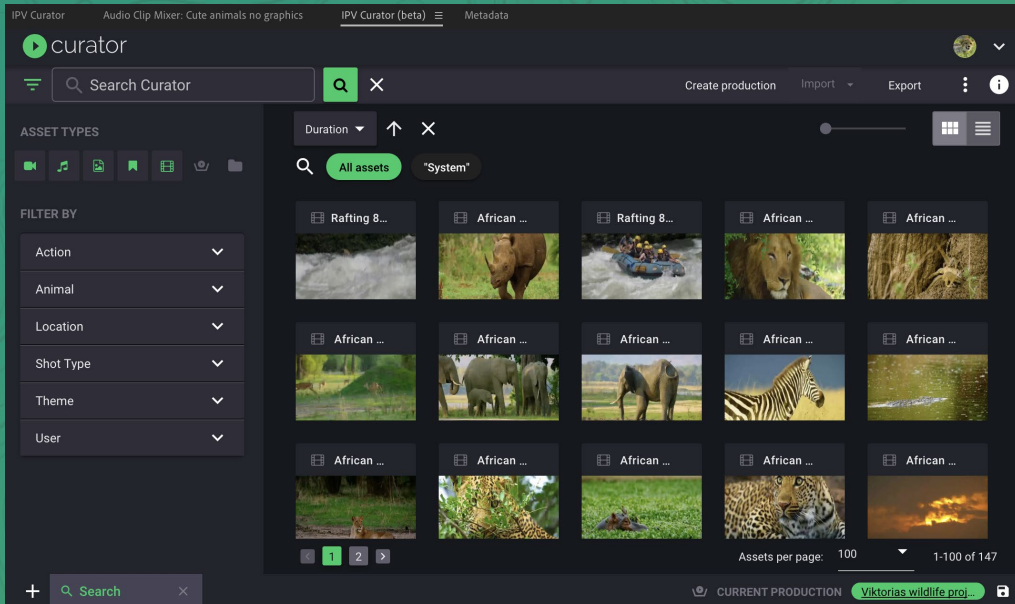 IPV Curator Audio Clip Mixer: Cute animals no graphics IPV Curator (beta) Metadata
curator
Search Curator Create production Import Export
ASSET TYPES
Duration
All assets "System"
FILTER BY
Action
Animal
Location
Shot Type
Theme
User
Rafting 8... African ... Rafting 8... African ... African ...
African ... African ... African ... African ... African ...
African ... African ... African ... African ... African ...
1 2 Assets per page: 100 1-100 of 147
Search CURRENT PRODUCTION Viktorias wildlife proj...